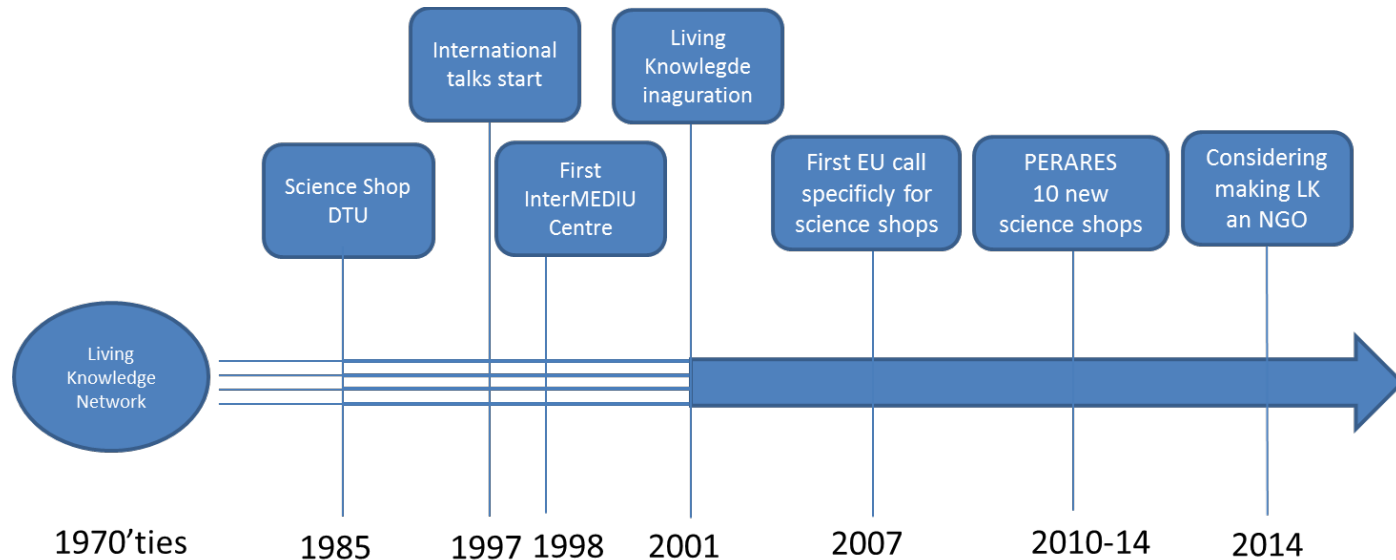 International
talks start
Living
Knowlegde
inaguration
Science Shop
DTU
First
InterMEDIU
Centre
First EU call
specificly for
science shops
PERARES
10 new
science shops
Considering
making LK
an NGO
Living
Knowledge
Network
1970'ties
1985
1997
1998
2001
2007
2010-14
2014